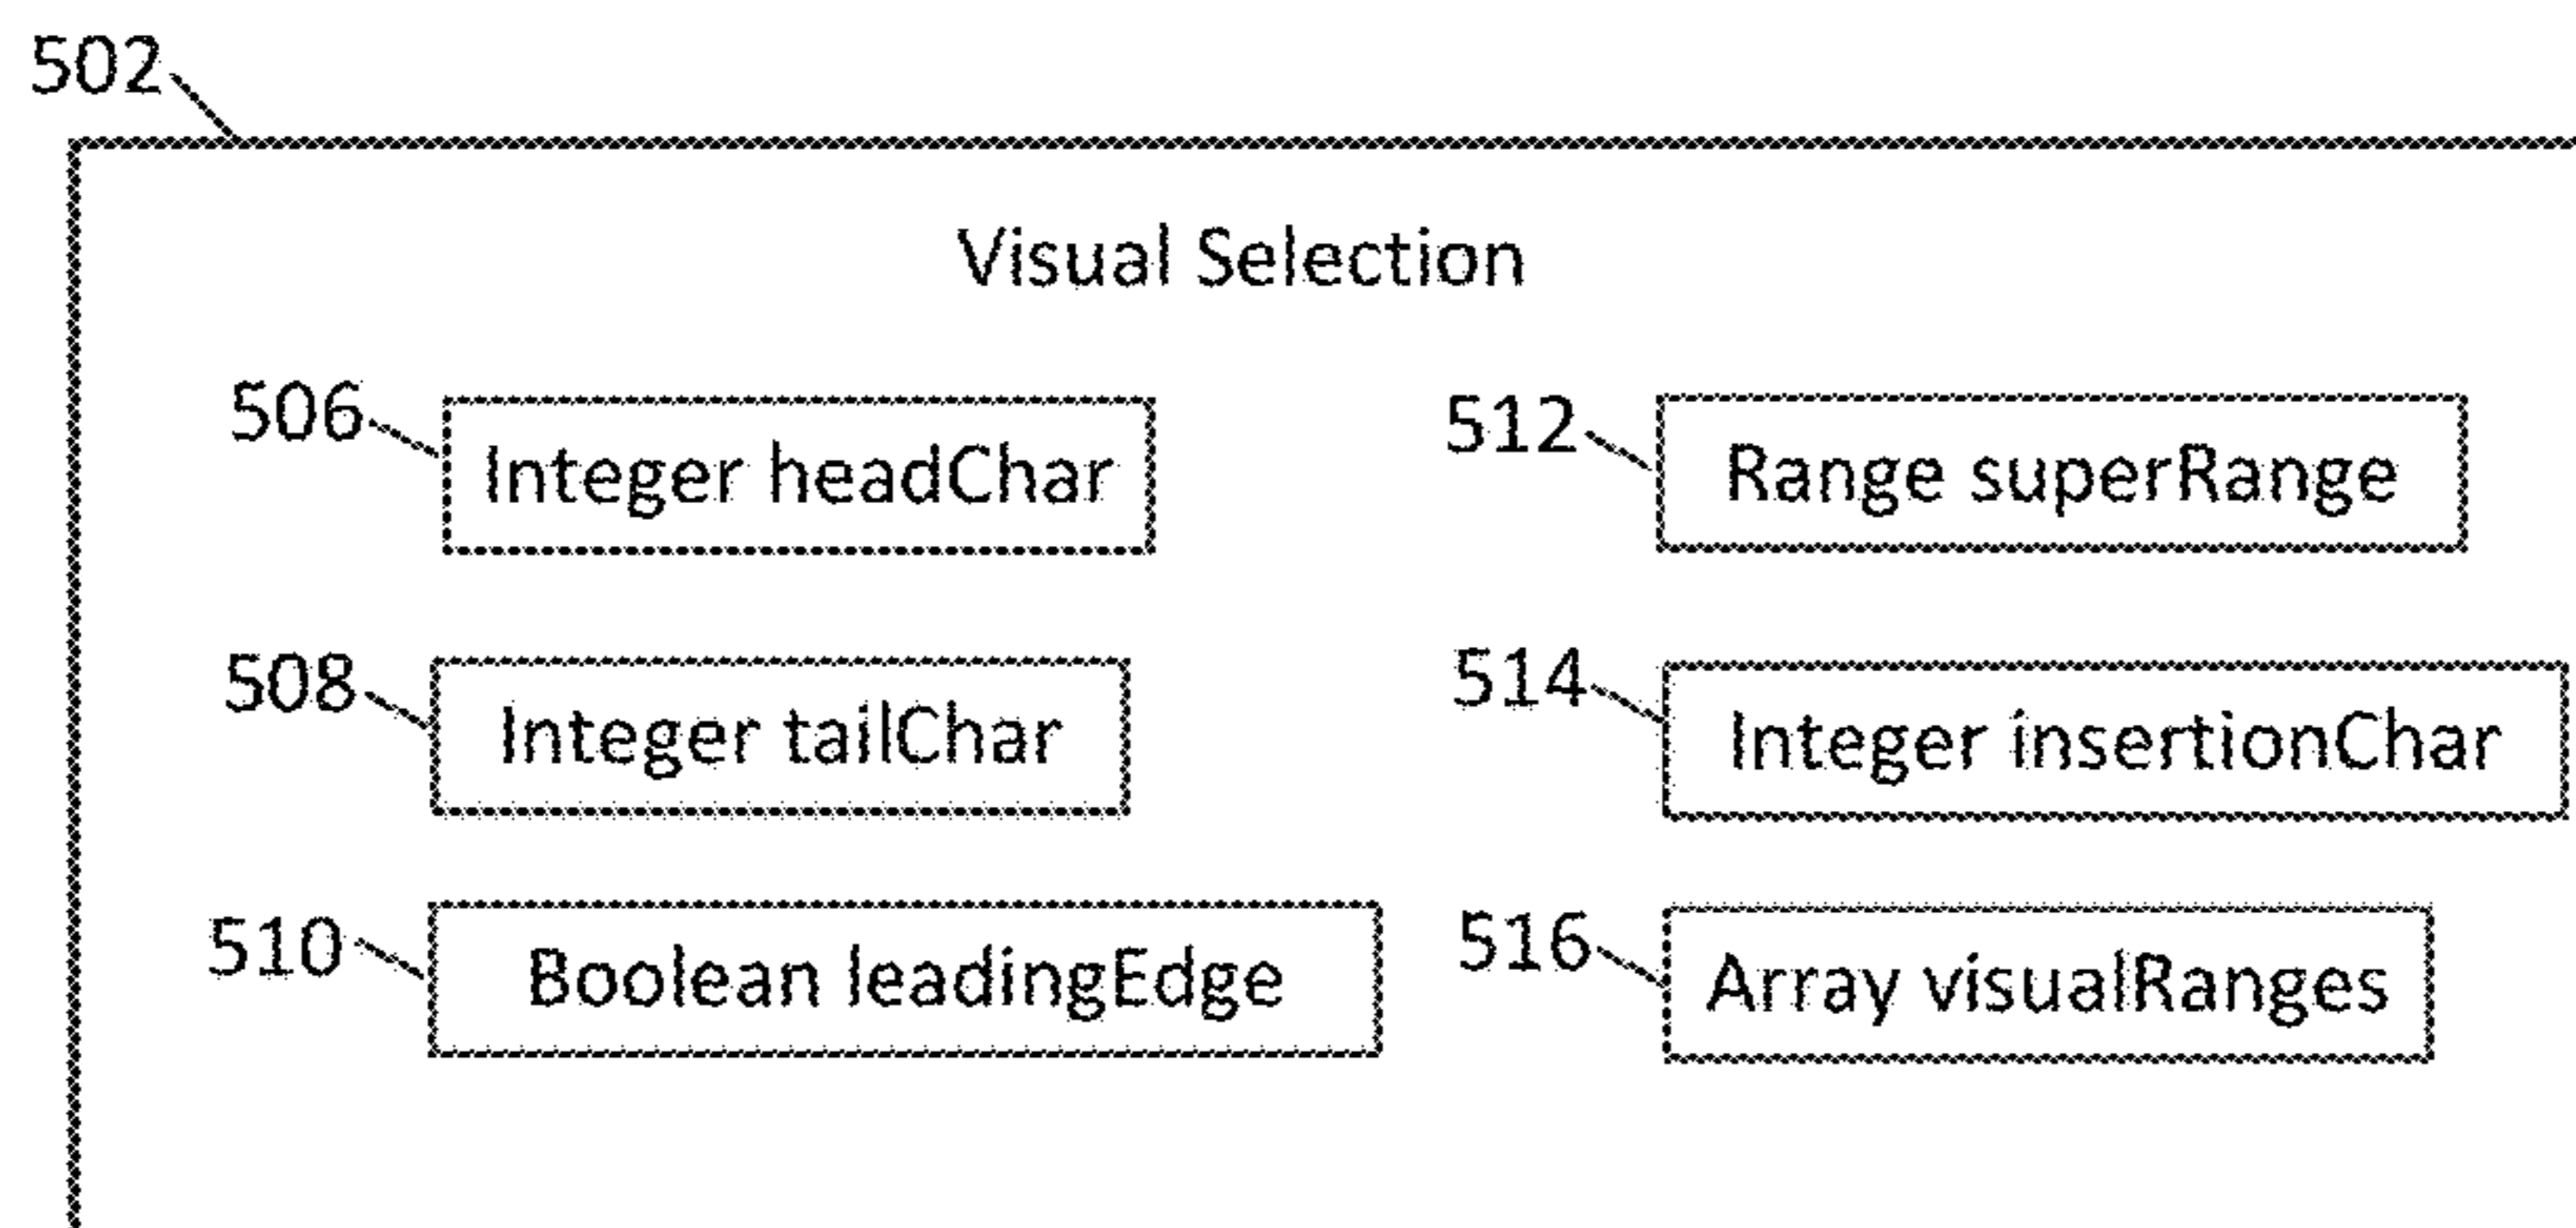 502
Visual Selection
506
Integer headChar
512
Range superRange
508
Integer tailChar
514
Integer insertionChar
510
Boolean leadingEdge
516
Array visualRanges